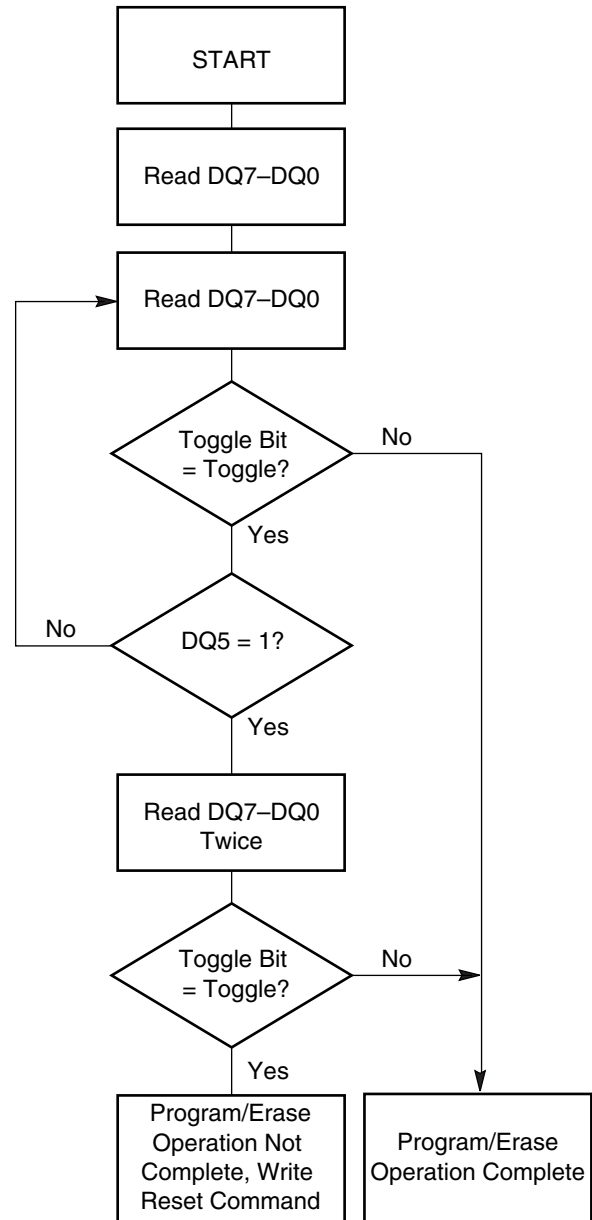 START
Read DQ7–DQ0
Read DQ7–DQ0
Toggle Bit
= Toggle?
No
Yes
No
DQ5 = 1?
Yes
Read DQ7–DQ0
Twice
Toggle Bit
= Toggle?
No
Yes
Program/Erase
Operation Not
Complete, Write
Reset Command
Program/Erase
Operation Complete